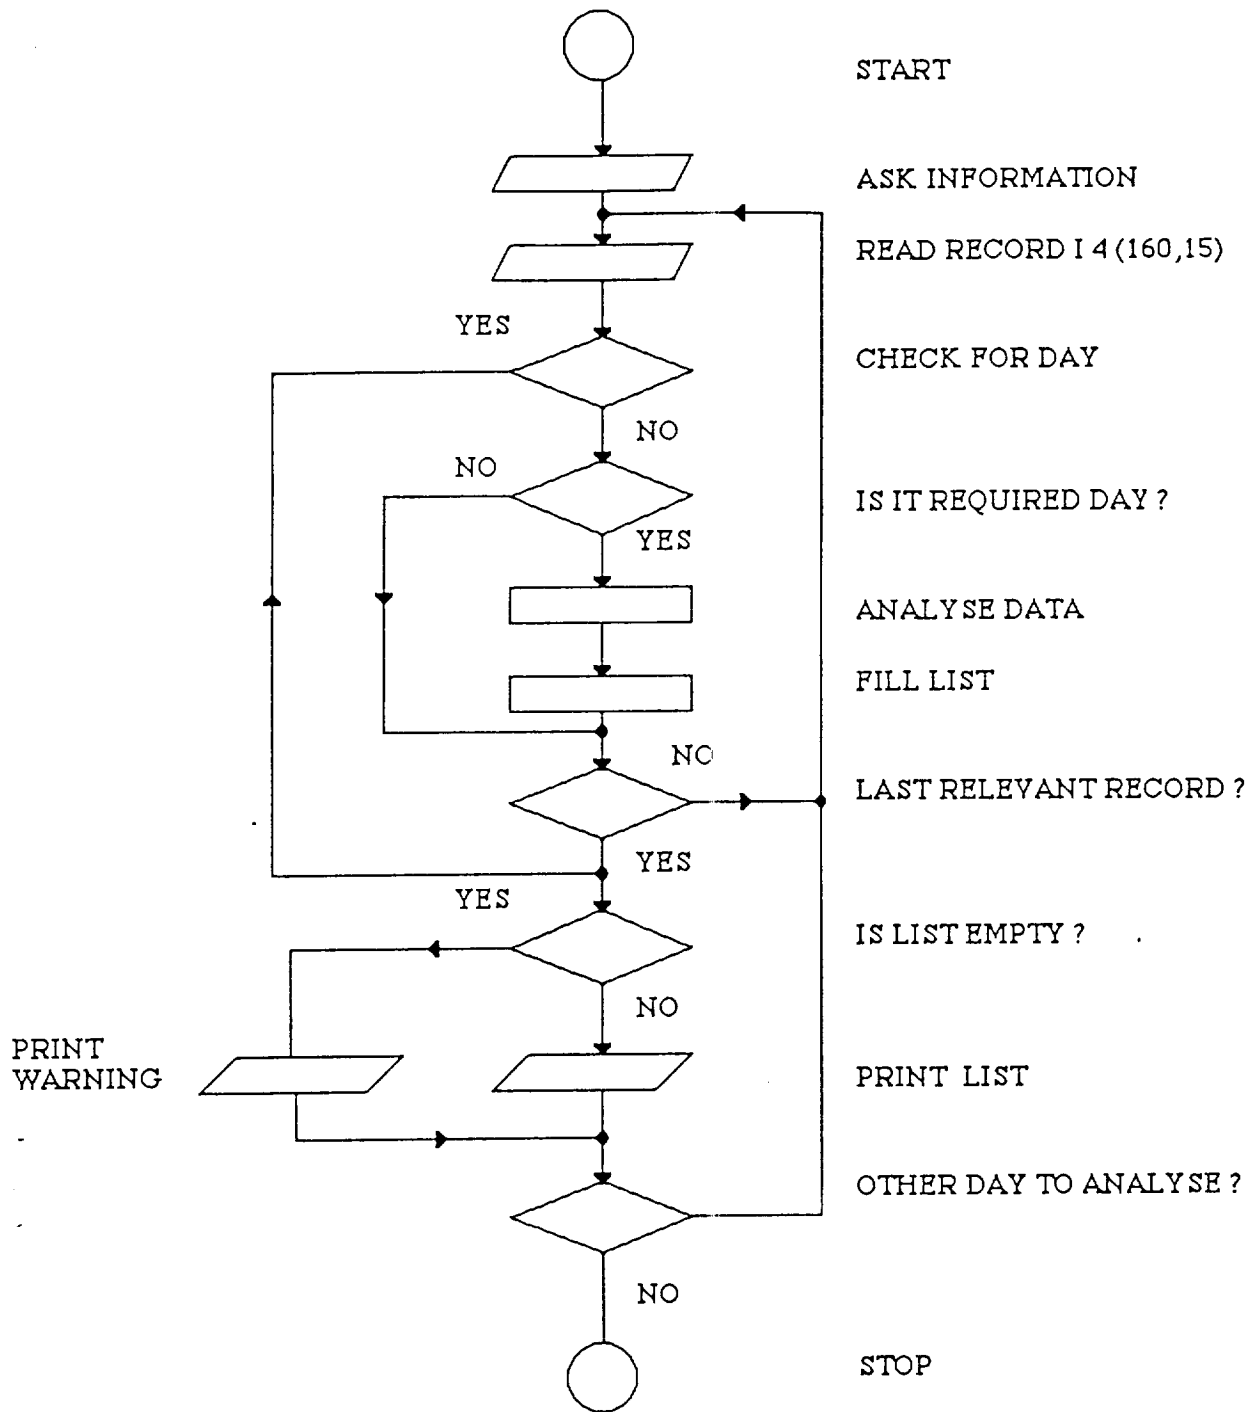 START
ASK INFORMATION
READ RECORD I 4 (160,15)
YES
CHECK FOR DAY
NO
NO
IS IT REQUIRED DAY ?
YES
ANALYSE DATA
FILL LIST
NO
LAST RELEVANT RECORD ?
YES
YES
IS LIST EMPTY ?
NO
PRINT
WARNING
PRINT LIST
OTHER DAY TO ANALYSE ?
NO
STOP